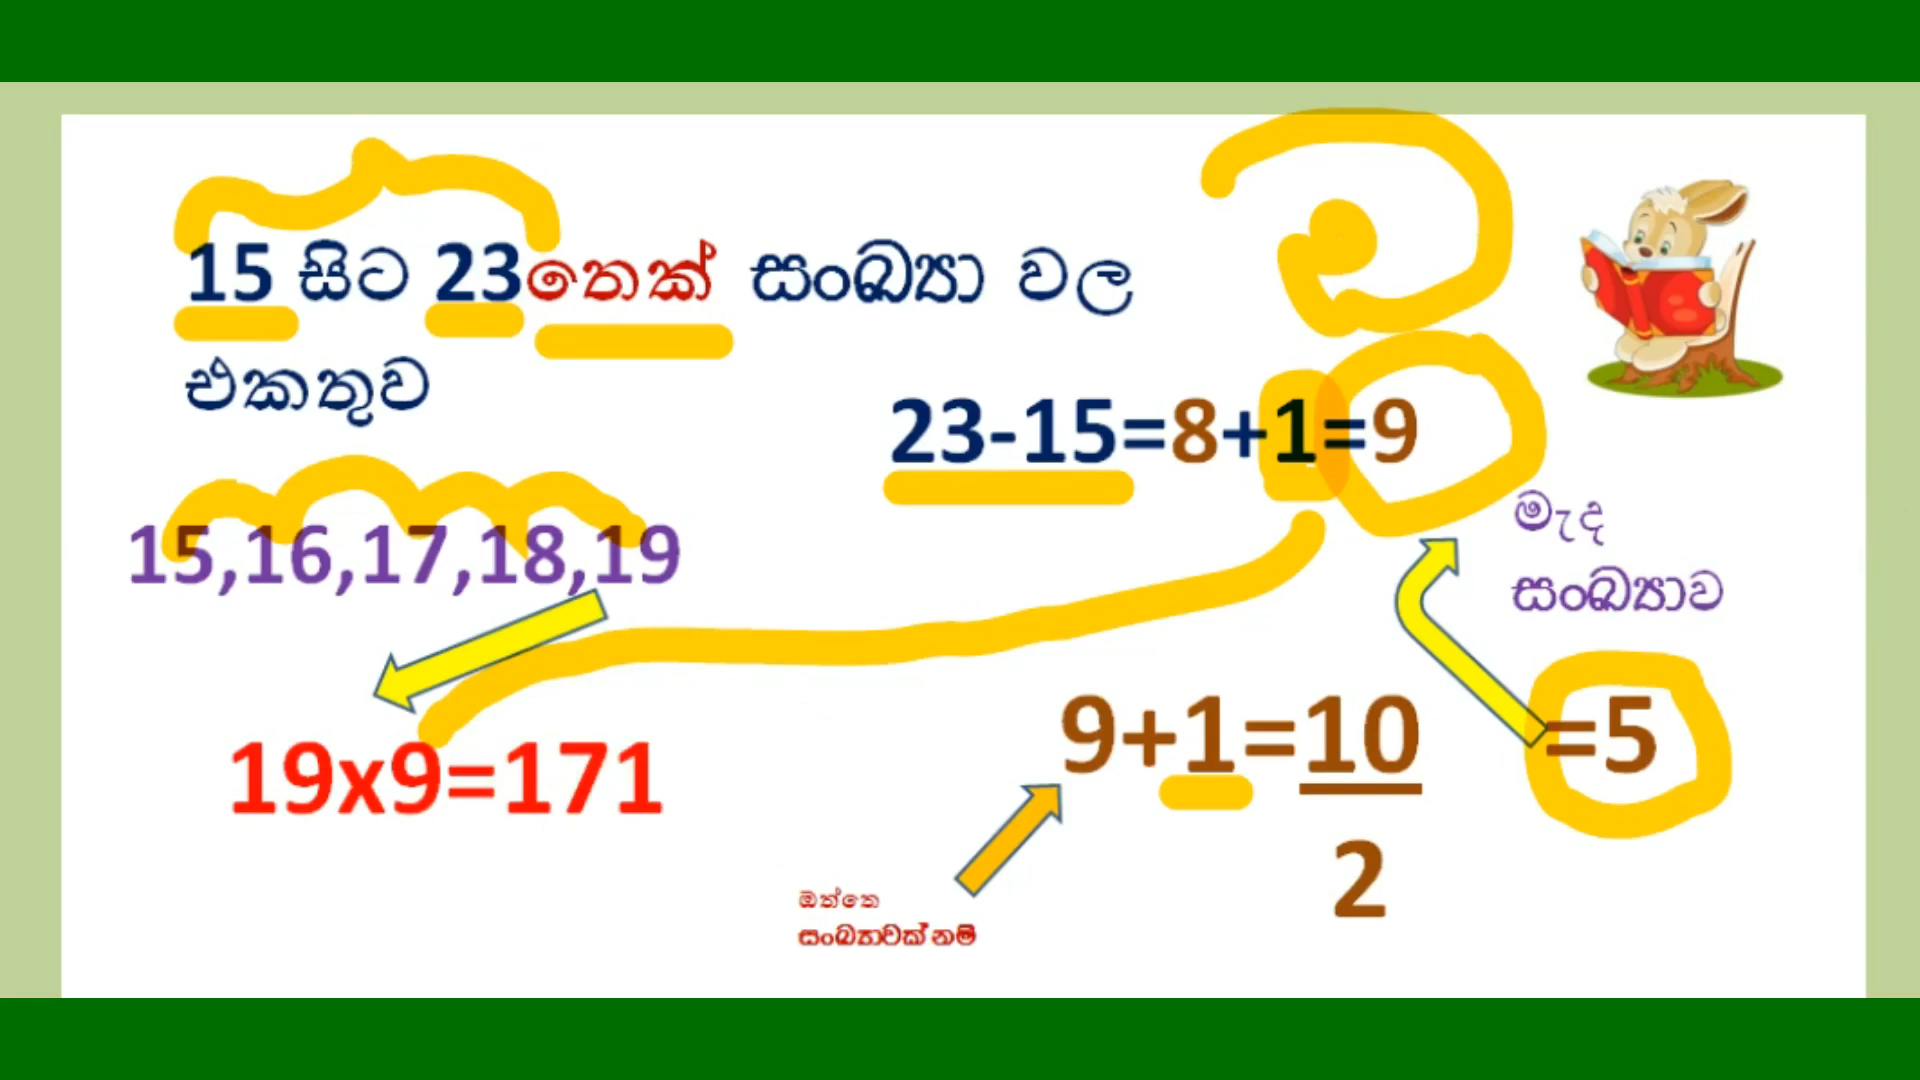 15 සිට 23තෙක් සංඛ්‍යා වල
එකතුව
23-15=8+1=9
15,16,17,18,19
මැද
සංඛ්‍යාව
19x9=171
9+1=10 =5
2
ඔත්තෙ
සංඛ්‍යාවක් නම්